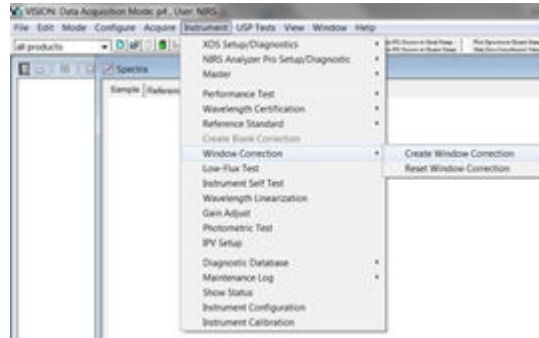 VISION: Data Acquisition Mode: p4, User: NIRS
File Edit Mode Configure Acquire Instrument USP Tests View Window Help
all products
Spectra
Sample Reference
XDS Setup/Diagnostics
NIRS Analyzer Pro Setup/Diagnostic
Master
Performance Test
Wavelength Certification
Reference Standard
Create Blank Correction
Window Correction
Create Window Correction
Low-Flux Test
Reset Window Correction
Instrument Self Test
Wavelength Linearization
Gain Adjust
Photometric Test
IPV Setup
Diagnostic Database
Maintenance Log
Show Status
Instrument Configuration
Instrument Calibration